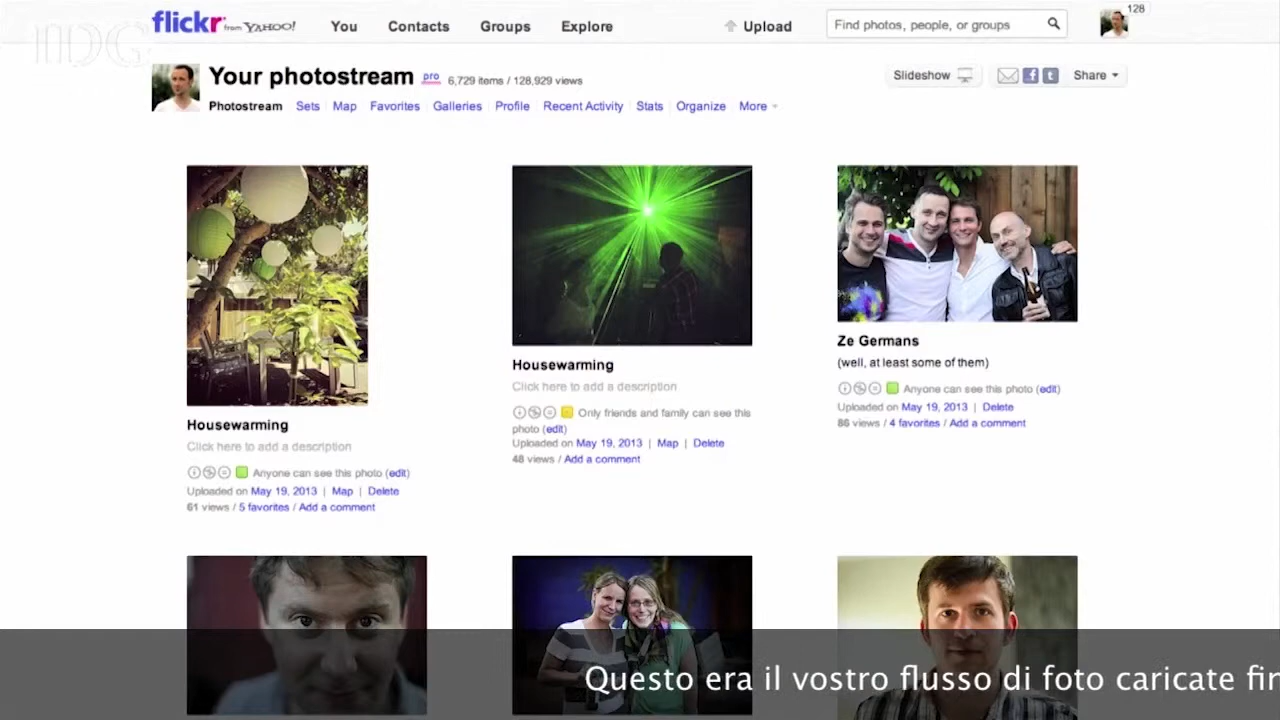 IDG
flickr from YAHOO!
You Contacts Groups Explore Upload Find photos, people, or groups 128
Your photostream pro 6,729 items / 128,929 views Slideshow Share
Photostream Sets Map Favorites Galleries Profile Recent Activity Stats Organize More
Housewarming
Click here to add a description
Anyone can see this photo (edit)
Uploaded on May 19, 2013 | Map | Delete
61 views / 5 favorites / Add a comment
Housewarming
Click here to add a description
Only friends and family can see this
photo (edit)
Uploaded on May 19, 2013 | Map | Delete
48 views / Add a comment
Ze Germans
(well, at least some of them)
Anyone can see this photo (edit)
Uploaded on May 19, 2013 | Delete
86 views / 4 favorites / Add a comment
Questo era il vostro flusso di foto caricate fin